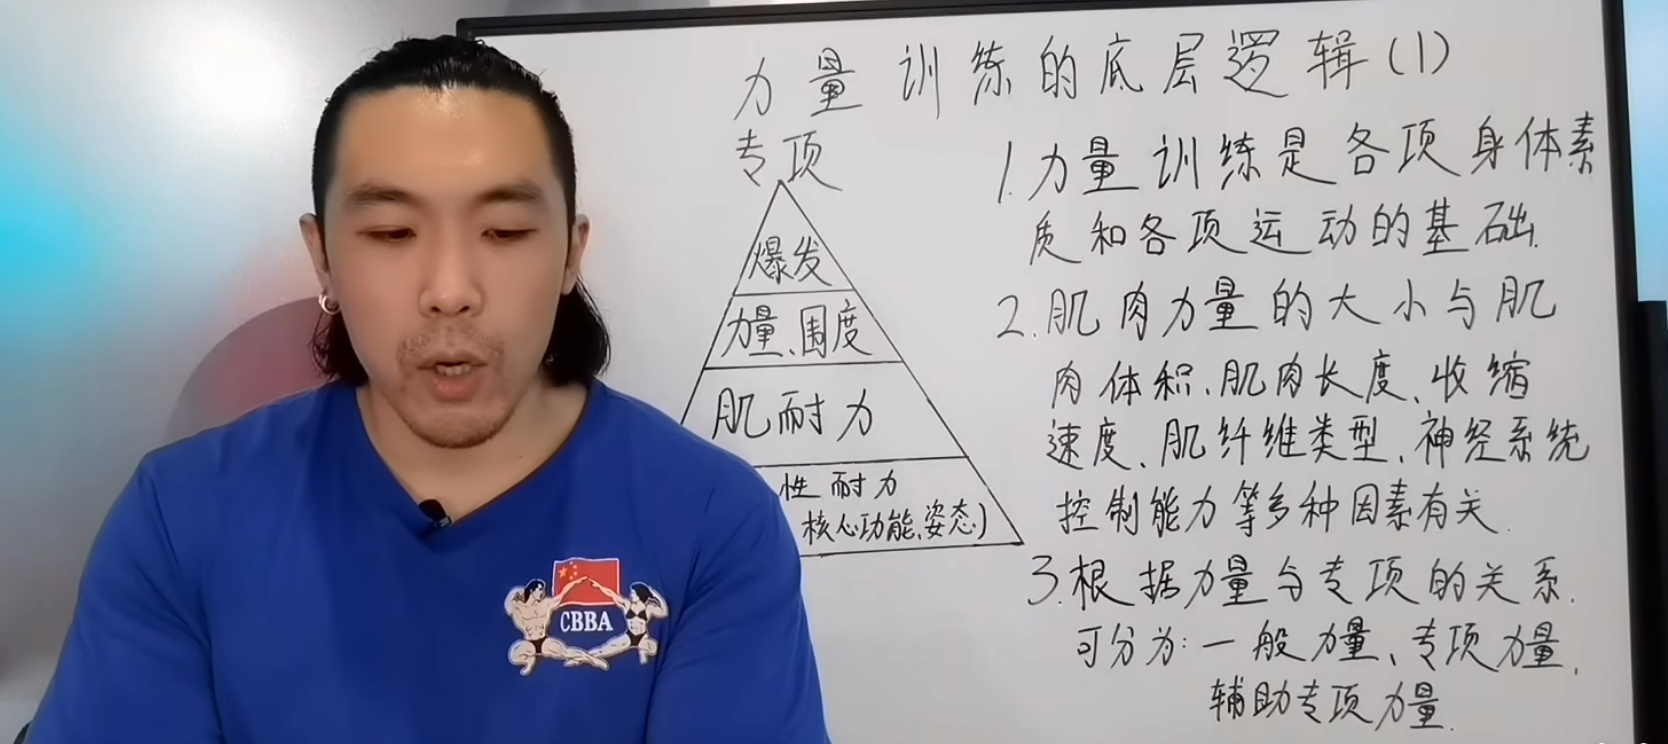 力量训练的底层逻辑(1)
专项
爆发
力量、围度
肌耐力
性耐力
核心功能、姿态)
1.力量训练是各项身体素
质和各项运动的基础.
2.肌肉力量的大小与肌
肉体积、肌肉长度、收缩
速度、肌纤维类型、神经系统
控制能力等多种因素有关.
3.根据力量与专项的关系.
可分为:一般力量、专项力量、
辅助专项力量.
CBBA